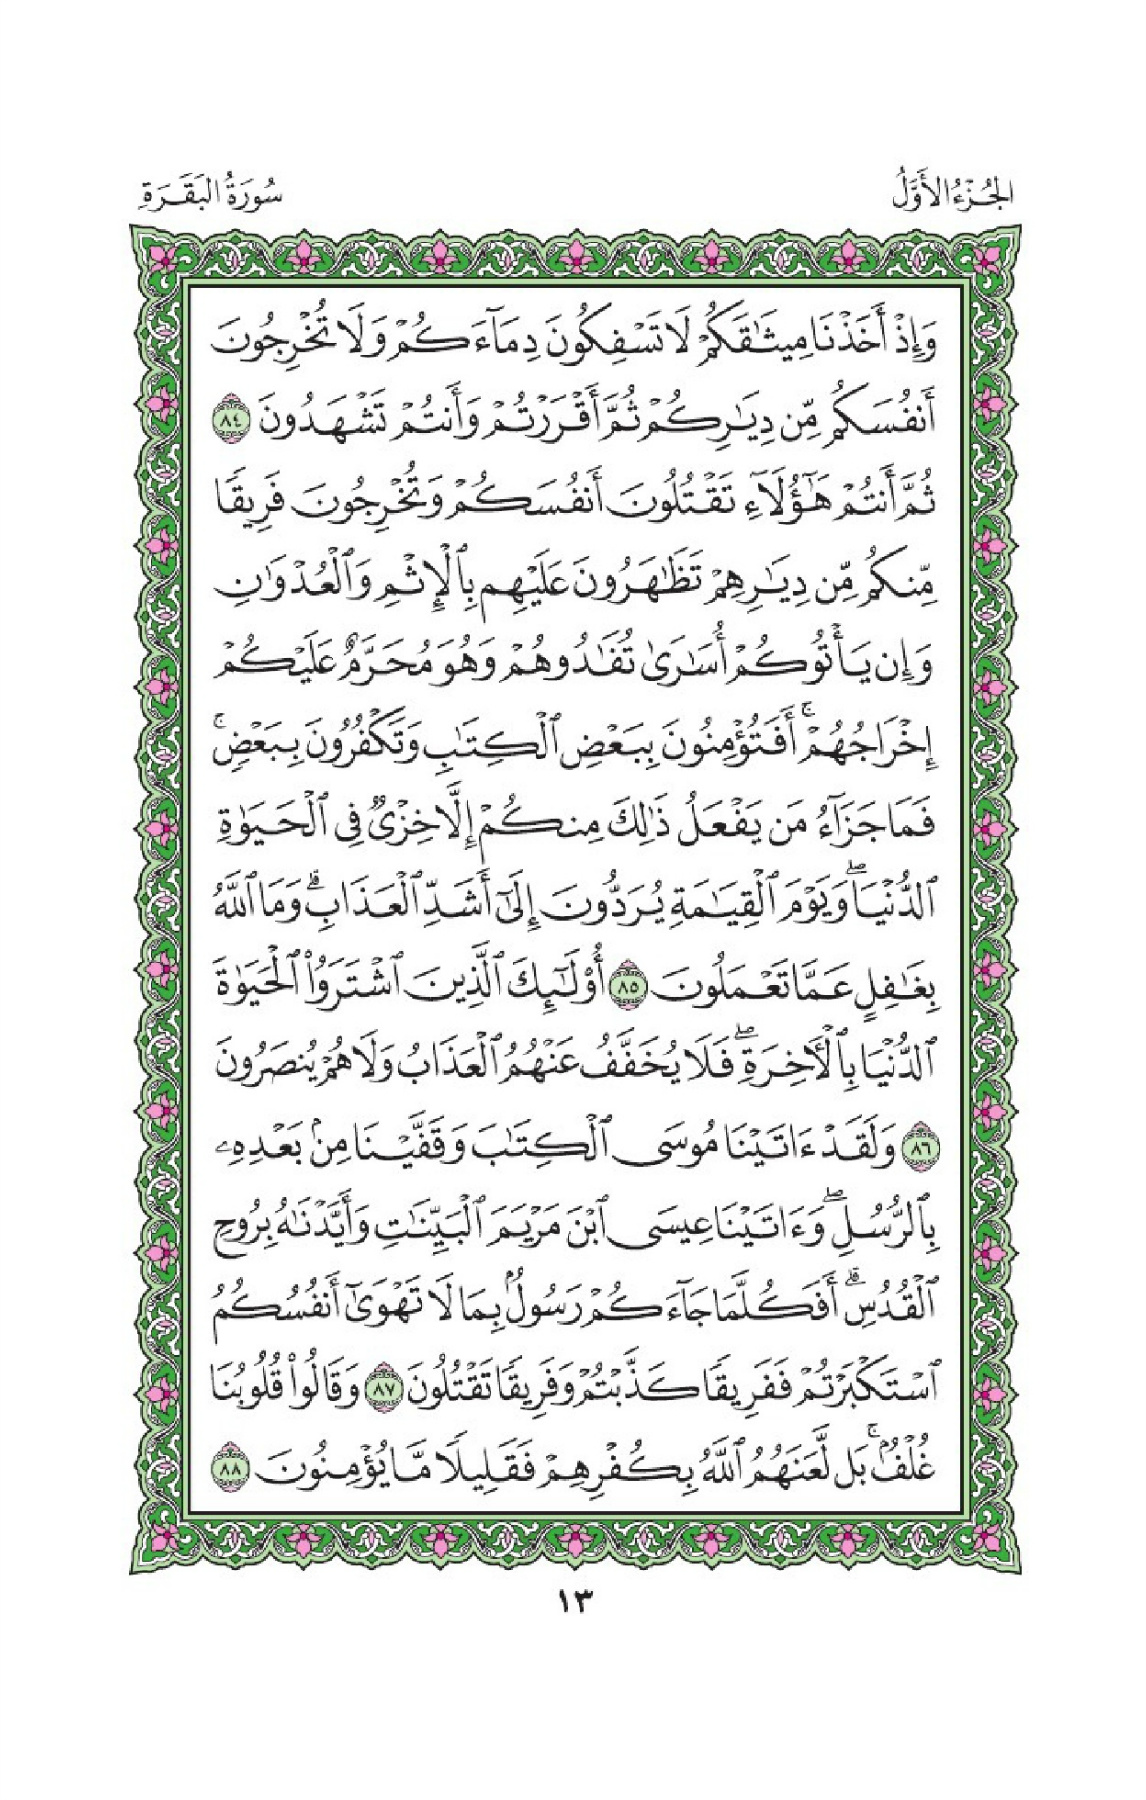 الجُزْءُ الأَوَّلُ
سُورَةُ البَقَرَةِ
وَإِذْ أَخَذْنَا مِيثَٰقَكُمْ لَا تَسْفِكُونَ دِمَآءَكُمْ وَلَا تُخْرِجُونَ
أَنفُسَكُم مِّن دِيَٰرِكُمْ ثُمَّ أَقْرَرْتُمْ وَأَنتُمْ تَشْهَدُونَ ٨٤
ثُمَّ أَنتُمْ هَٰٓؤُلَآءِ تَقْتُلُونَ أَنفُسَكُمْ وَتُخْرِجُونَ فَرِيقًا
مِّنكُم مِّن دِيَٰرِهِمْ تَظَٰهَرُونَ عَلَيْهِم بِٱلْإِثْمِ وَٱلْعُدْوَٰنِ
وَإِن يَأْتُوكُمْ أُسَٰرَىٰ تُفَٰدُوهُمْ وَهُوَ مُحَرَّمٌ عَلَيْكُمْ
إِخْرَاجُهُمْ ۚ أَفَتُؤْمِنُونَ بِبَعْضِ ٱلْكِتَٰبِ وَتَكْفُرُونَ بِبَعْضٍ ۚ
فَمَا جَزَآءُ مَن يَفْعَلُ ذَٰلِكَ مِنكُمْ إِلَّا خِزْىٌ فِى ٱلْحَيَوٰةِ
ٱلدُّنْيَا ۖ وَيَوْمَ ٱلْقِيَٰمَةِ يُرَدُّونَ إِلَىٰٓ أَشَدِّ ٱلْعَذَابِ ۗ وَمَا ٱللَّهُ
بِغَٰفِلٍ عَمَّا تَعْمَلُونَ ٨٥ أُو۟لَٰٓئِكَ ٱلَّذِينَ ٱشْتَرَوُا۟ ٱلْحَيَوٰةَ
ٱلدُّنْيَا بِٱلْءَاخِرَةِ ۖ فَلَا يُخَفَّفُ عَنْهُمُ ٱلْعَذَابُ وَلَا هُمْ يُنصَرُونَ
٨٦ وَلَقَدْ ءَاتَيْنَا مُوسَى ٱلْكِتَٰبَ وَقَفَّيْنَا مِنۢ بَعْدِهِۦ
بِٱلرُّسُلِ ۖ وَءَاتَيْنَا عِيسَى ٱبْنَ مَرْيَمَ ٱلْبَيِّنَٰتِ وَأَيَّدْنَٰهُ بِرُوحِ
ٱلْقُدُسِ ۗ أَفَكُلَّمَا جَآءَكُمْ رَسُولٌۢ بِمَا لَا تَهْوَىٰٓ أَنفُسُكُمُ
ٱسْتَكْبَرْتُمْ فَفَرِيقًا كَذَّبْتُمْ وَفَرِيقًا تَقْتُلُونَ ٨٧ وَقَالُوا۟ قُلُوبُنَا
غُلْفٌۢ ۚ بَل لَّعَنَهُمُ ٱللَّهُ بِكُفْرِهِمْ فَقَلِيلًا مَّا يُؤْمِنُونَ ٨٨
١٣